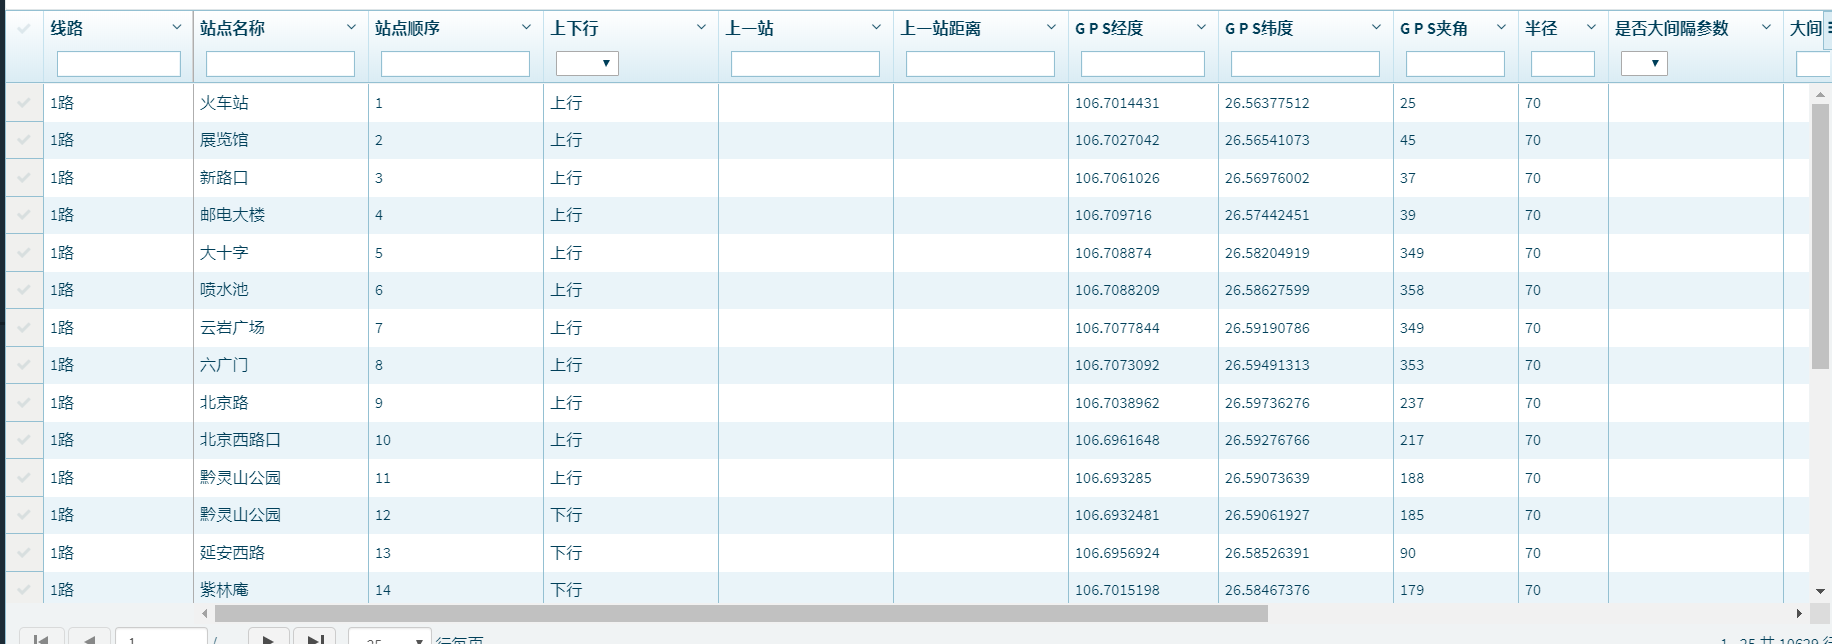 线路 站点名称 站点顺序 上下行 上一站 上一站距离 GPS经度 GPS纬度 GPS夹角 半径 是否大间隔参数 大间
1路 火车站 1 上行 106.7014431 26.56377512 25 70
1路 展览馆 2 上行 106.7027042 26.56541073 45 70
1路 新路口 3 上行 106.7061026 26.56976002 37 70
1路 邮电大楼 4 上行 106.709716 26.57442451 39 70
1路 大十字 5 上行 106.708874 26.58204919 349 70
1路 喷水池 6 上行 106.7088209 26.58627599 358 70
1路 云岩广场 7 上行 106.7077844 26.59190786 349 70
1路 六广门 8 上行 106.7073092 26.59491313 353 70
1路 北京路 9 上行 106.7038962 26.59736276 237 70
1路 北京西路口 10 上行 106.6961648 26.59276766 217 70
1路 黔灵山公园 11 上行 106.693285 26.59073639 188 70
1路 黔灵山公园 12 下行 106.6932481 26.59061927 185 70
1路 延安西路 13 下行 106.6956924 26.58526391 90 70
1路 紫林庵 14 下行 106.7015198 26.58467376 179 70
1 / 25 行每页 1 - 25 共 10629 行